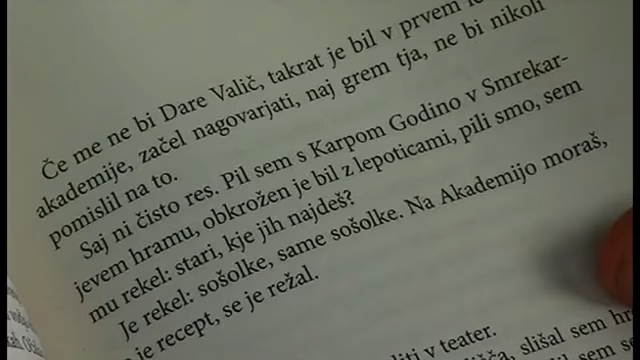 Če me ne bi Dare Valič, takrat je bil v prvem
akademije, začel nagovarjati, naj grem tja, ne bi nikoli
pomislil na to.
Saj ni čisto res. Pil sem s Karpom Godino v Smrekar-
jevem hramu, obkrožen je bil z lepoticami, pili smo, sem
mu rekel: stari, kje jih najdeš?
Je rekel: sošolke, same sošolke. Na Akademijo moraš,
je recept, se je režal.
v teater.
slišal sem